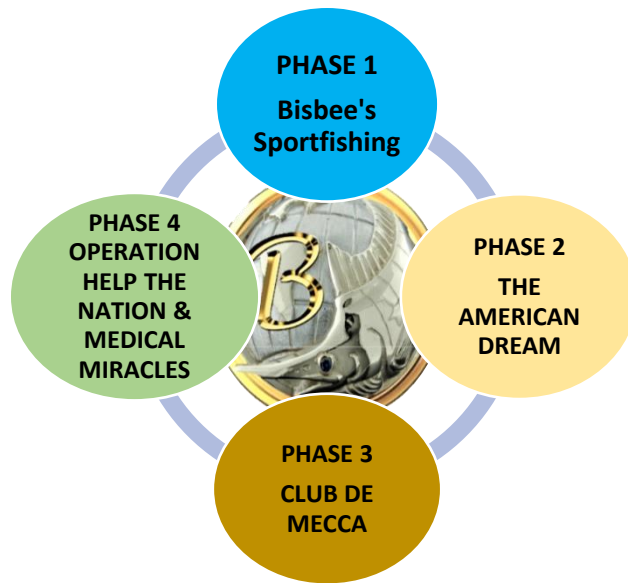 PHASE 1
Bisbee's
Sportfishing
PHASE 2
THE
AMERICAN
DREAM
PHASE 3
CLUB DE
MECCA
PHASE 4
OPERATION
HELP THE
NATION &
MEDICAL
MIRACLES
B